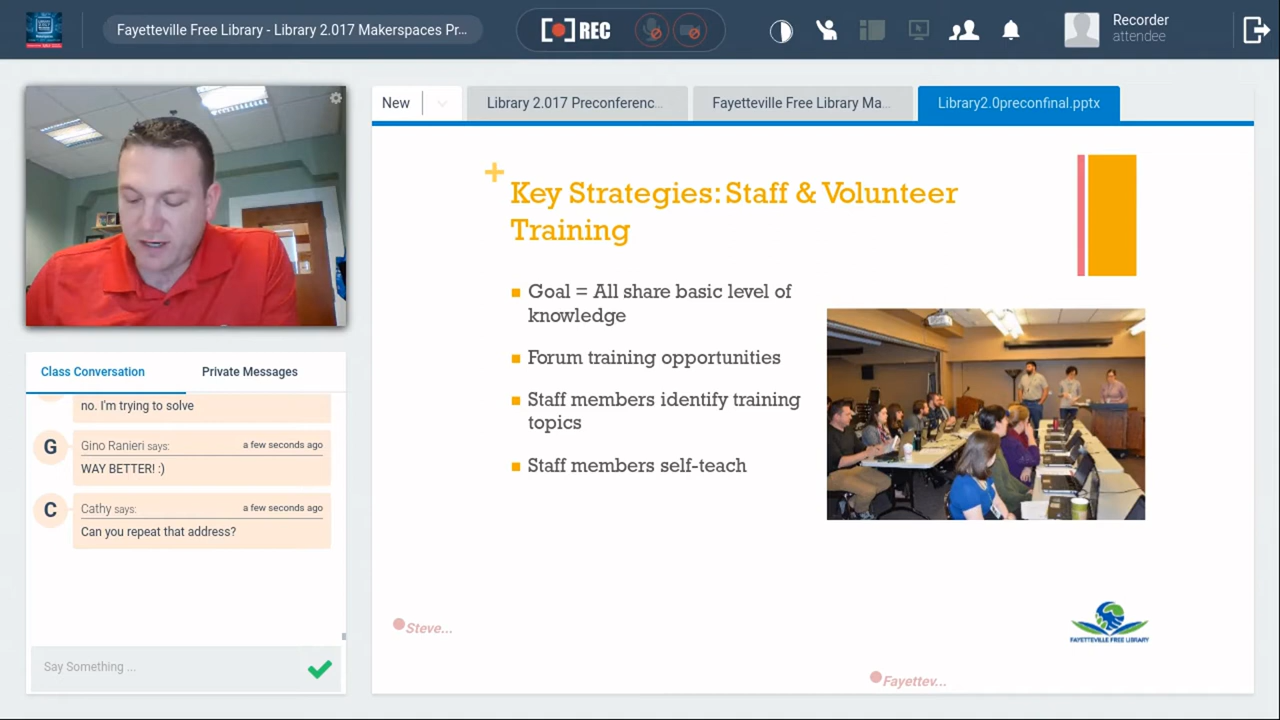 Fayetteville Free Library - Library 2.017 Makerspaces Pr...
REC
Recorder
attendee
New
Library 2.017 Preconferenc
Fayetteville Free Library Ma...
Library2.0preconfinal.pptx
+
Key Strategies: Staff & Volunteer
Training
Goal = All share basic level of
knowledge
Forum training opportunities
Staff members identify training
topics
Staff members self-teach
Class Conversation
Private Messages
no. I'm trying to solve
G
Gino Ranieri says:
a few seconds ago
WAY BETTER! :)
C
Cathy says:
a few seconds ago
Can you repeat that address?
Say Something ...
Steve...
Fayettev...
FAYETTEVILLE FREE LIBRARY